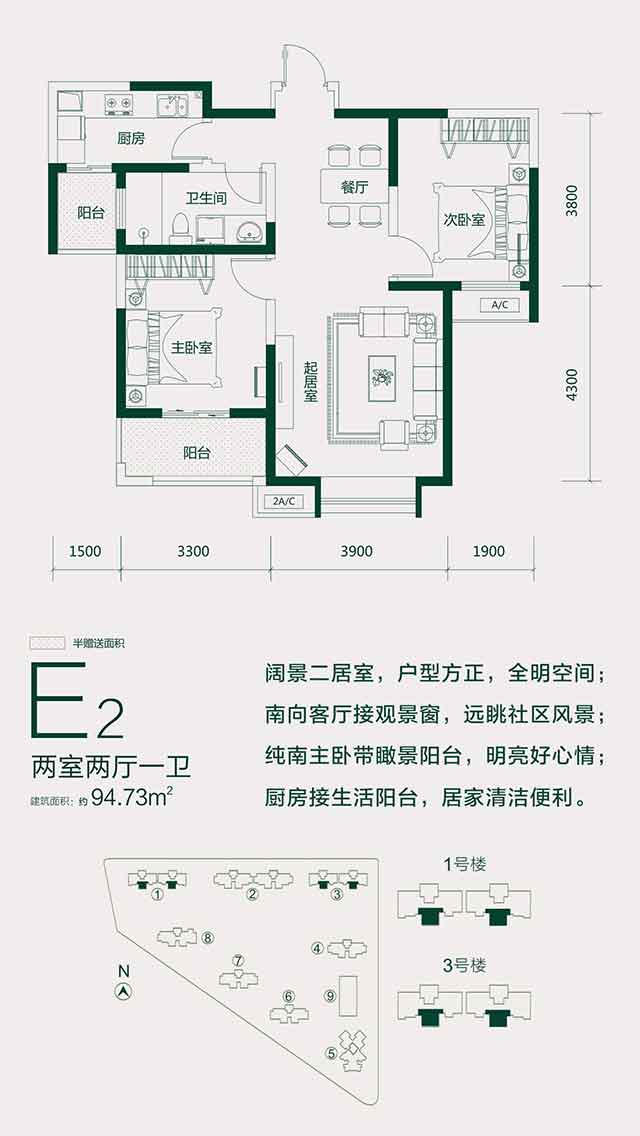 厨房
阳台
卫生间
餐厅
次卧室
3800
A/C
主卧室
起居室
4300
阳台
2A/C
1500
3300
3900
1900
半赠送面积
E2
两室两厅一卫
建筑面积：约94.73m²
阔景二居室，户型方正，全明空间；
南向客厅接观景窗，远眺社区风景；
纯南主卧带瞰景阳台，明亮好心情；
厨房接生活阳台，居家清洁便利。
1号楼
3号楼
N
①
②
③
⑧
④
⑦
⑥
⑨
⑤